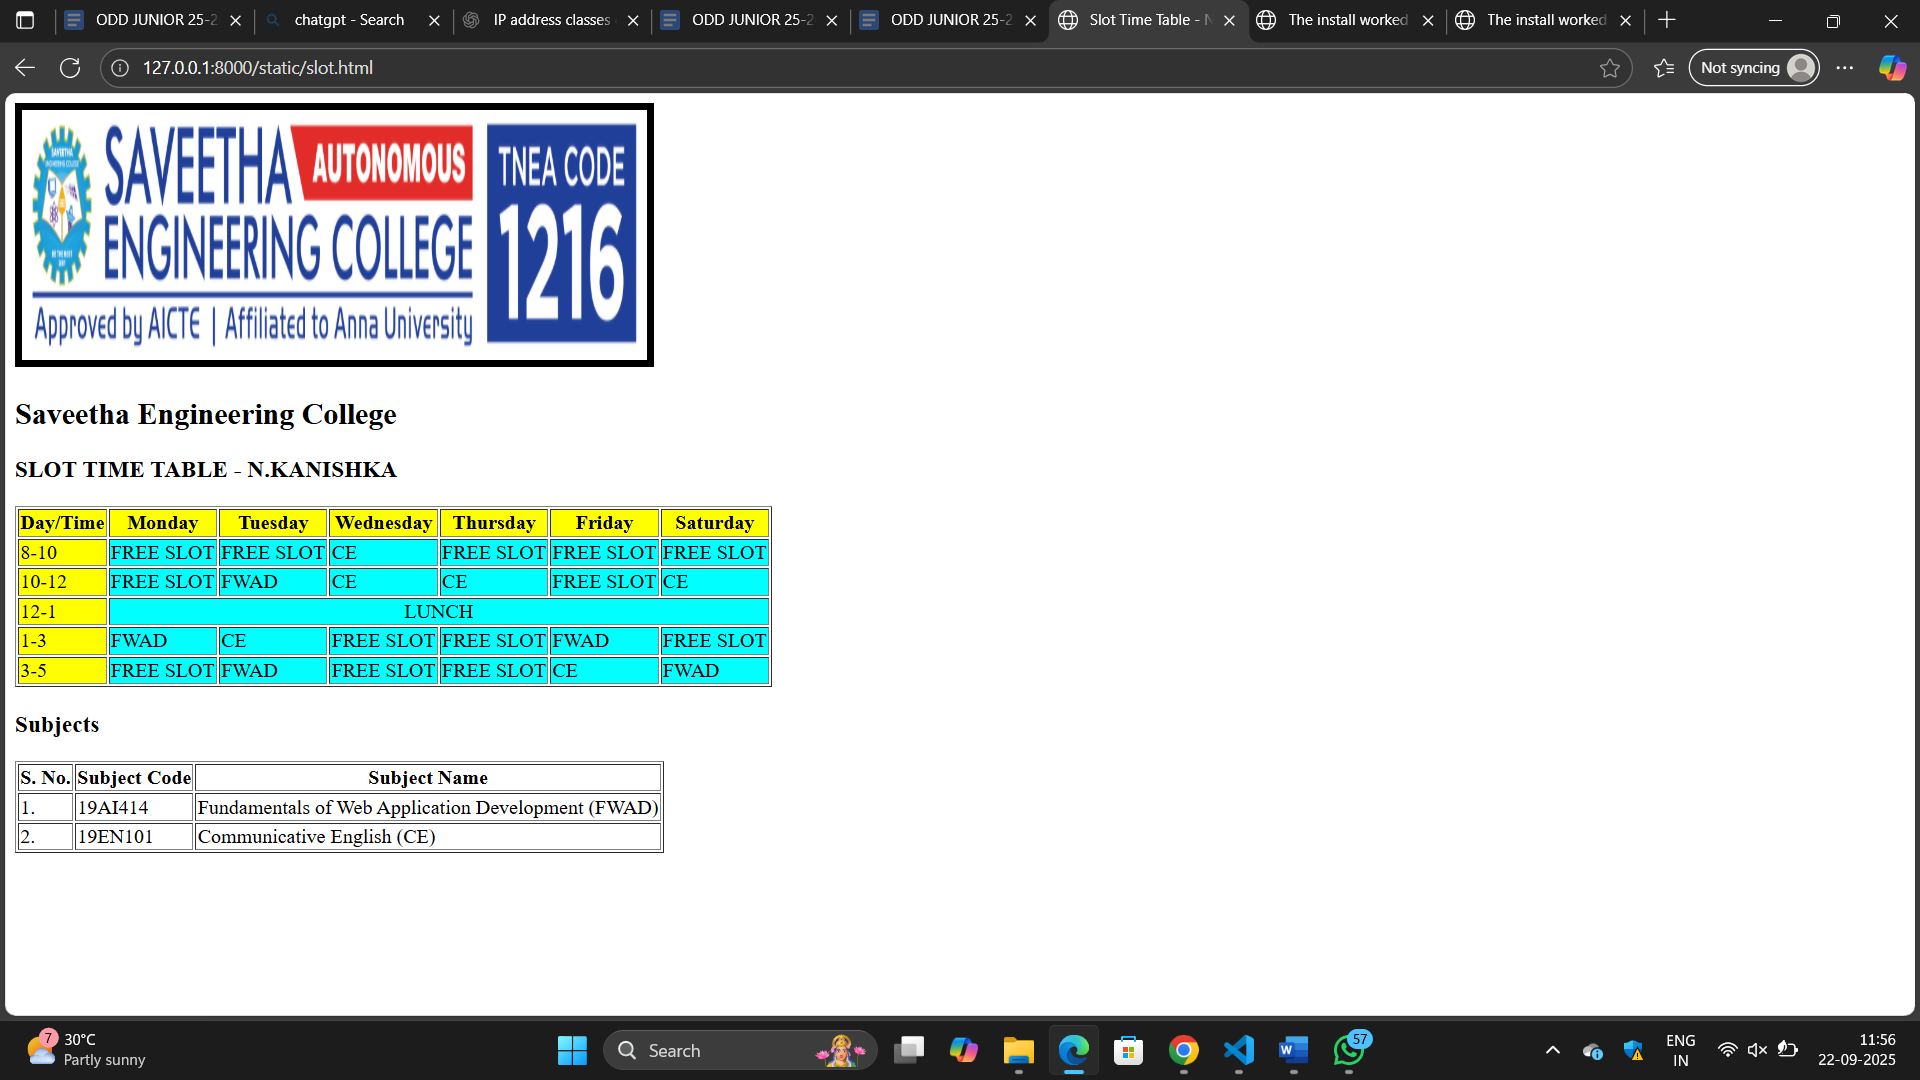 ODD JUNIOR 25-2
chatgpt - Search
IP address classes
ODD JUNIOR 25-2
ODD JUNIOR 25-2
Slot Time Table - N
The install worked
The install worked
127.0.0.1:8000/static/slot.html
Not syncing
SAVEETHA AUTONOMOUS
ENGINEERING COLLEGE
Approved by AICTE | Affiliated to Anna University
TNEA CODE
1216
Saveetha Engineering College
SLOT TIME TABLE - N.KANISHKA
Day/Time Monday Tuesday Wednesday Thursday Friday Saturday
8-10 FREE SLOT FREE SLOT CE FREE SLOT FREE SLOT FREE SLOT
10-12 FREE SLOT FWAD CE CE FREE SLOT CE
12-1 LUNCH
1-3 FWAD CE FREE SLOT FREE SLOT FWAD FREE SLOT
3-5 FREE SLOT FWAD FREE SLOT FREE SLOT CE FWAD
Subjects
S. No. Subject Code Subject Name
1. 19AI414 Fundamentals of Web Application Development (FWAD)
2. 19EN101 Communicative English (CE)
7
30°C
Partly sunny
Search
57
ENG
IN
11:56
22-09-2025